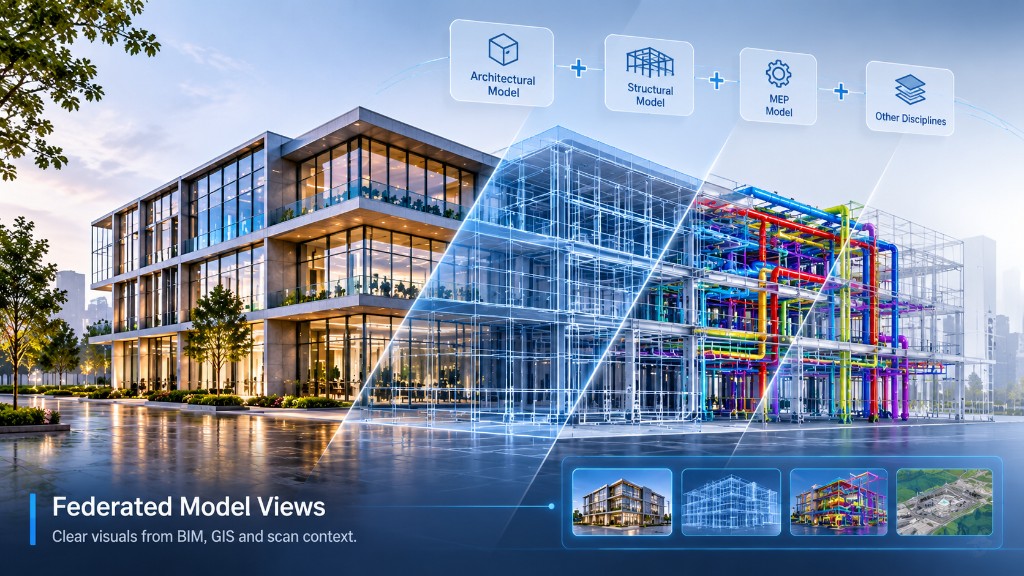 Architectural
Model
Structural
Model
MEP
Model
Other Disciplines
Federated Model Views
Clear visuals from BIM, GIS and scan context.